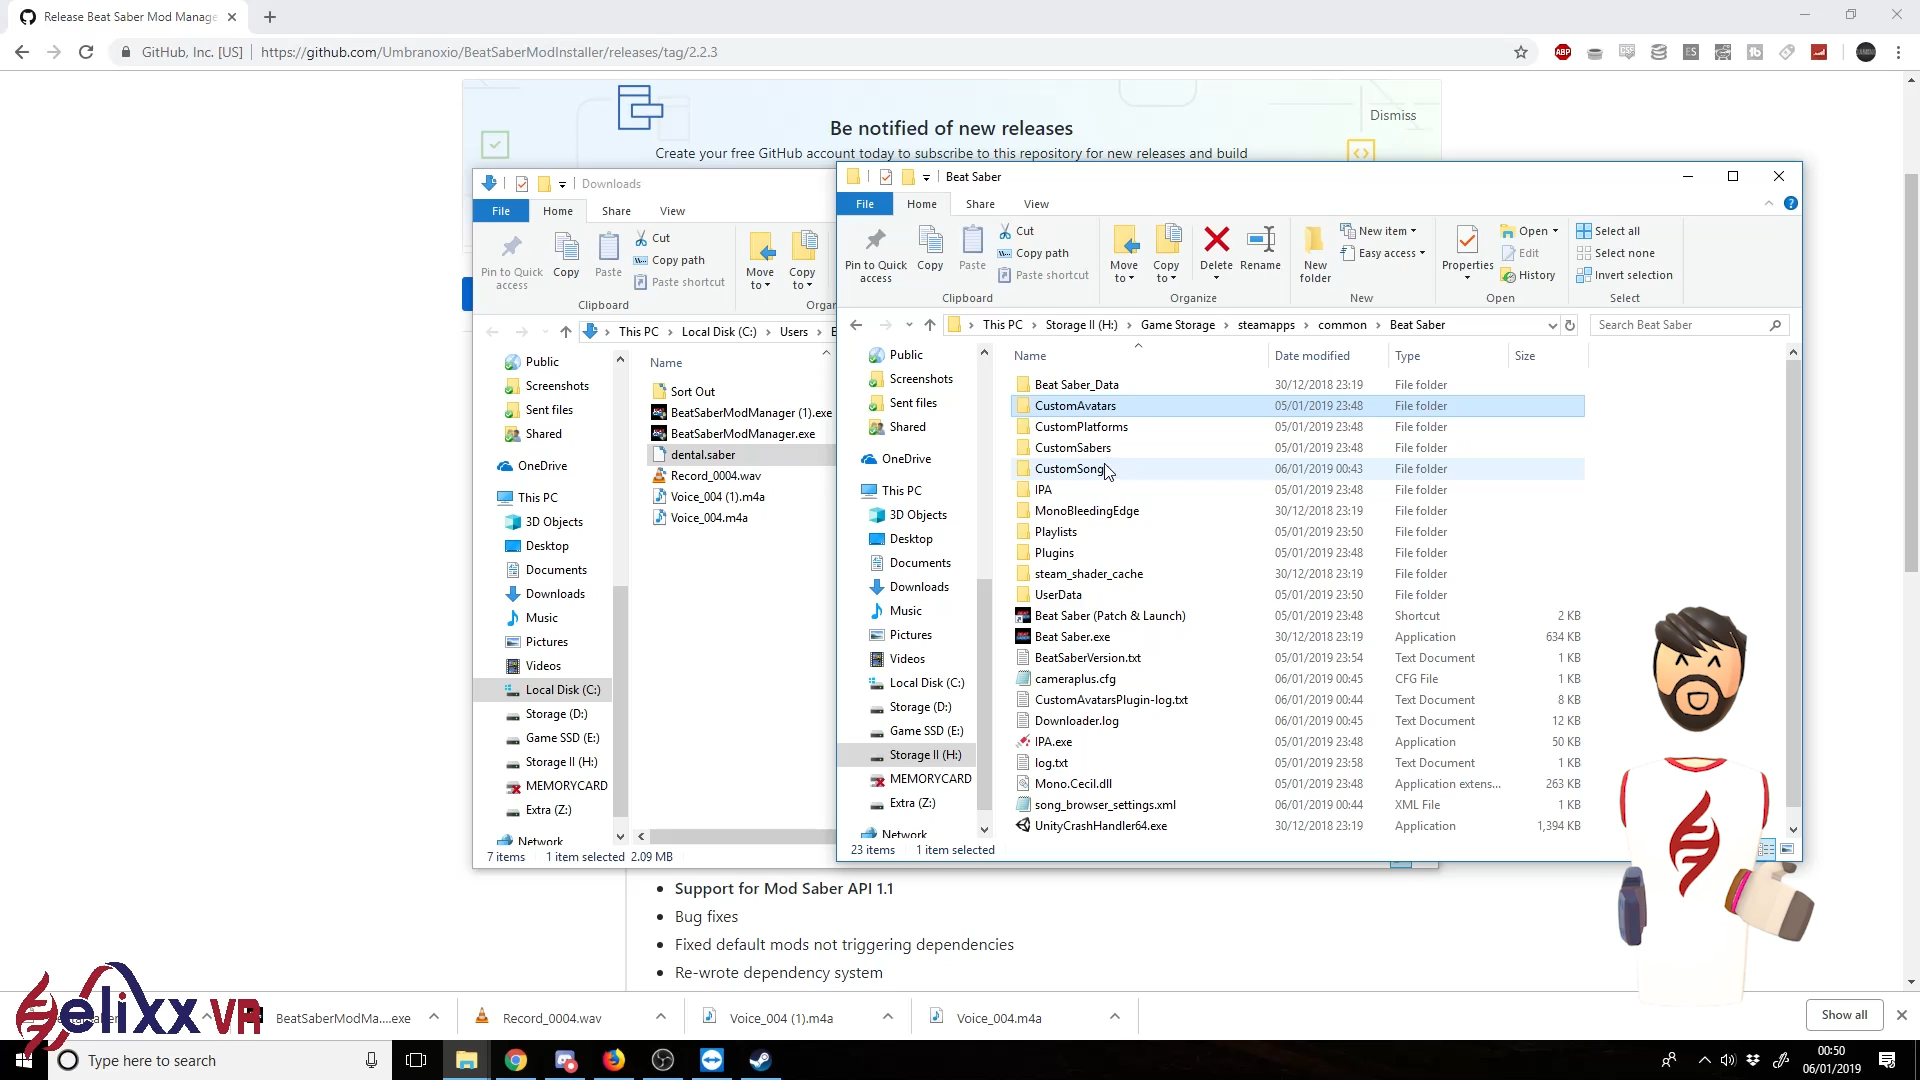 Release Beat Saber Mod Manage
GitHub, Inc. [US]
https://github.com/Umbranoxio/BeatSaberModInstaller/releases/tag/2.2.3
ABP
Be notified of new releases
Dismiss
Create your free GitHub account today to subscribe to this repository for new releases and build
Downloads
File Home Share View
Pin to Quick access
Copy
Paste
Cut
Copy path
Paste shortcut
Move to
Copy to
Clipboard
Organ
This PC Local Disk (C:) Users
Name
Public
Screenshots
Sent files
Shared
OneDrive
This PC
3D Objects
Desktop
Documents
Downloads
Music
Pictures
Videos
Local Disk (C:)
Storage (D:)
Game SSD (E:)
Storage II (H:)
MEMORYCARD
Extra (Z:)
Network
Sort Out
BeatSaberModManager (1).exe
BeatSaberModManager.exe
dental.saber
Record_0004.wav
Voice_004 (1).m4a
Voice_004.m4a
7 items 1 item selected 2.09 MB
Beat Saber
File Home Share View
Pin to Quick access
Copy
Paste
Cut
Copy path
Paste shortcut
Clipboard
Move to
Copy to
Delete
Rename
Organize
New folder
New item
Easy access
New
Properties
Open
Edit
History
Open
Select all
Select none
Invert selection
Select
This PC Storage II (H:) Game Storage steamapps common Beat Saber
Search Beat Saber
Public
Screenshots
Sent files
Shared
OneDrive
This PC
3D Objects
Desktop
Documents
Downloads
Music
Pictures
Videos
Local Disk (C:)
Storage (D:)
Game SSD (E:)
Storage II (H:)
MEMORYCARD
Extra (Z:)
Network
Name Date modified Type Size
Beat Saber_Data 30/12/2018 23:19 File folder
CustomAvatars 05/01/2019 23:48 File folder
CustomPlatforms 05/01/2019 23:48 File folder
CustomSabers 05/01/2019 23:48 File folder
CustomSong 06/01/2019 00:43 File folder
IPA 05/01/2019 23:48 File folder
MonoBleedingEdge 30/12/2018 23:19 File folder
Playlists 05/01/2019 23:50 File folder
Plugins 05/01/2019 23:48 File folder
steam_shader_cache 30/12/2018 23:19 File folder
UserData 05/01/2019 23:50 File folder
Beat Saber (Patch & Launch) 05/01/2019 23:48 Shortcut 2 KB
Beat Saber.exe 30/12/2018 23:19 Application 634 KB
BeatSaberVersion.txt 05/01/2019 23:54 Text Document 1 KB
cameraplus.cfg 06/01/2019 00:45 CFG File 1 KB
CustomAvatarsPlugin-log.txt 06/01/2019 00:44 Text Document 8 KB
Downloader.log 06/01/2019 00:45 Text Document 12 KB
IPA.exe 05/01/2019 23:48 Application 50 KB
log.txt 05/01/2019 23:58 Text Document 1 KB
Mono.Cecil.dll 05/01/2019 23:48 Application extens... 263 KB
song_browser_settings.xml 06/01/2019 00:44 XML File 1 KB
UnityCrashHandler64.exe 30/12/2018 23:19 Application 1,394 KB
23 items 1 item selected
Support for Mod Saber API 1.1
Bug fixes
Fixed default mods not triggering dependencies
Re-wrote dependency system
elixx VR
BeatSaberModMa....exe
Record_0004.wav
Voice_004 (1).m4a
Voice_004.m4a
Show all
Type here to search
00:50
06/01/2019